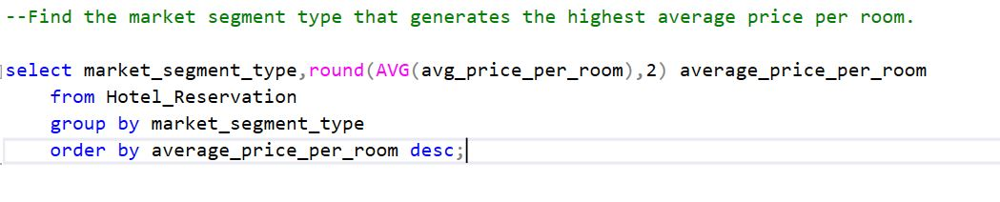 --Find the market segment type that generates the highest average price per room.
select market_segment_type,round(AVG(avg_price_per_room),2) average_price_per_room
from Hotel_Reservation
group by market_segment_type
order by average_price_per_room desc;